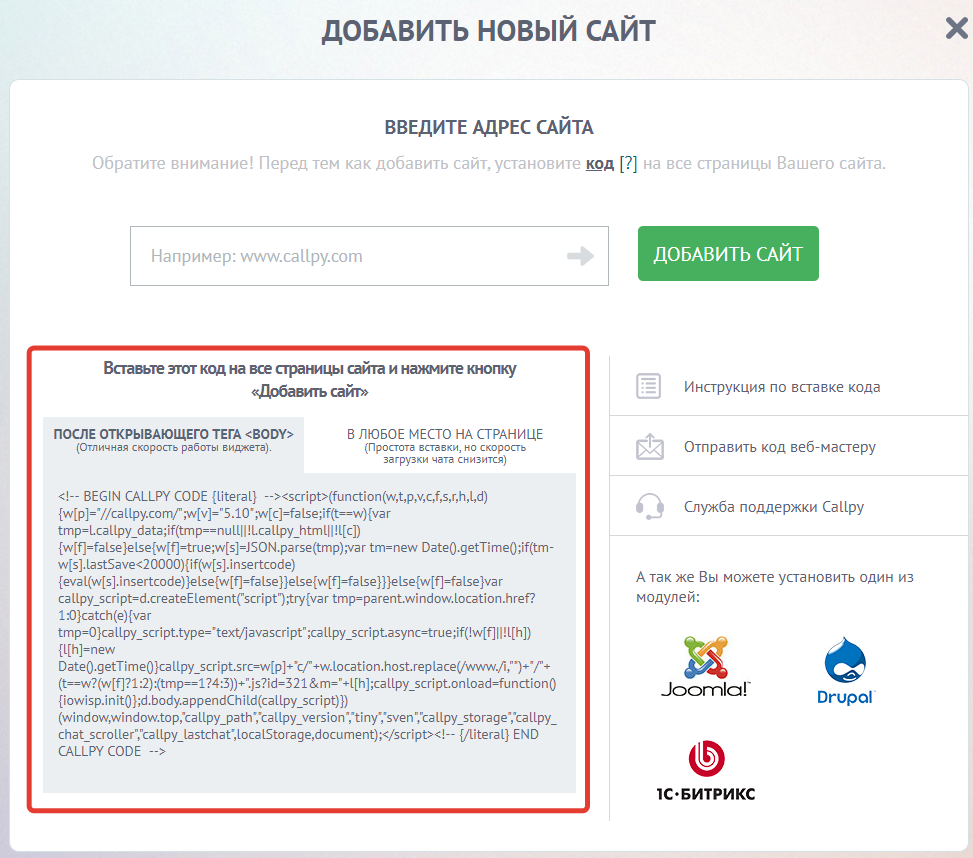 ДОБАВИТЬ НОВЫЙ САЙТ
ВВЕДИТЕ АДРЕС САЙТА
Обратите внимание! Перед тем как добавить сайт, установите код [?] на все страницы Вашего сайта.
Например: www.callpy.com
ДОБАВИТЬ САЙТ
Вставьте этот код на все страницы сайта и нажмите кнопку
«Добавить сайт»
ПОСЛЕ ОТКРЫВАЮЩЕГО ТЕГА <BODY>
(Отличная скорость работы виджета).
В ЛЮБОЕ МЕСТО НА СТРАНИЦЕ
(Простота вставки, но скорость
загрузки чата снизится)
<!-- BEGIN CALLPY CODE {literal}  --><script>(function(w,t,p,v,c,f,s,r,h,l,d)
{w[p]="//callpy.com/";w[v]="5.10";w[c]=false;if(t==w){var
tmp=l.callpy_data;if(tmp==null||!l.callpy_html||!l[c])
{w[f]=false}else{w[f]=true;w[s]=JSON.parse(tmp);var tm=new Date().getTime();if(tm-
w[s].lastSave<20000){if(w[s].insertcode)
{eval(w[s].insertcode)}else{w[f]=false}}else{w[f]=false}}}else{w[f]=false}var
callpy_script=d.createElement("script");try{var tmp=parent.window.location.href?
1:0}catch(e){var
tmp=0}callpy_script.type="text/javascript";callpy_script.async=true;if(!w[f]||!l[h])
{l[h]=new
Date().getTime()}callpy_script.src=w[p]+"c/"+w.location.host.replace(/www./i,"")+"/"+
(t==w?(w[f]?1:2):(tmp==1?4:3))+".js?id=321&m="+l[h];callpy_script.onload=function()
{iowisp.init()};d.body.appendChild(callpy_script)})
(window,window.top,"callpy_path","callpy_version","tiny","sven","callpy_storage","callpy_
chat_scroller","callpy_lastchat",localStorage,document);</script><!-- {/literal} END
CALLPY CODE  -->
Инструкция по вставке кода
Отправить код веб-мастеру
Служба поддержки Callpy
А так же Вы можете установить один из
модулей:
Joomla!
Drupal
1С·БИТРИКС